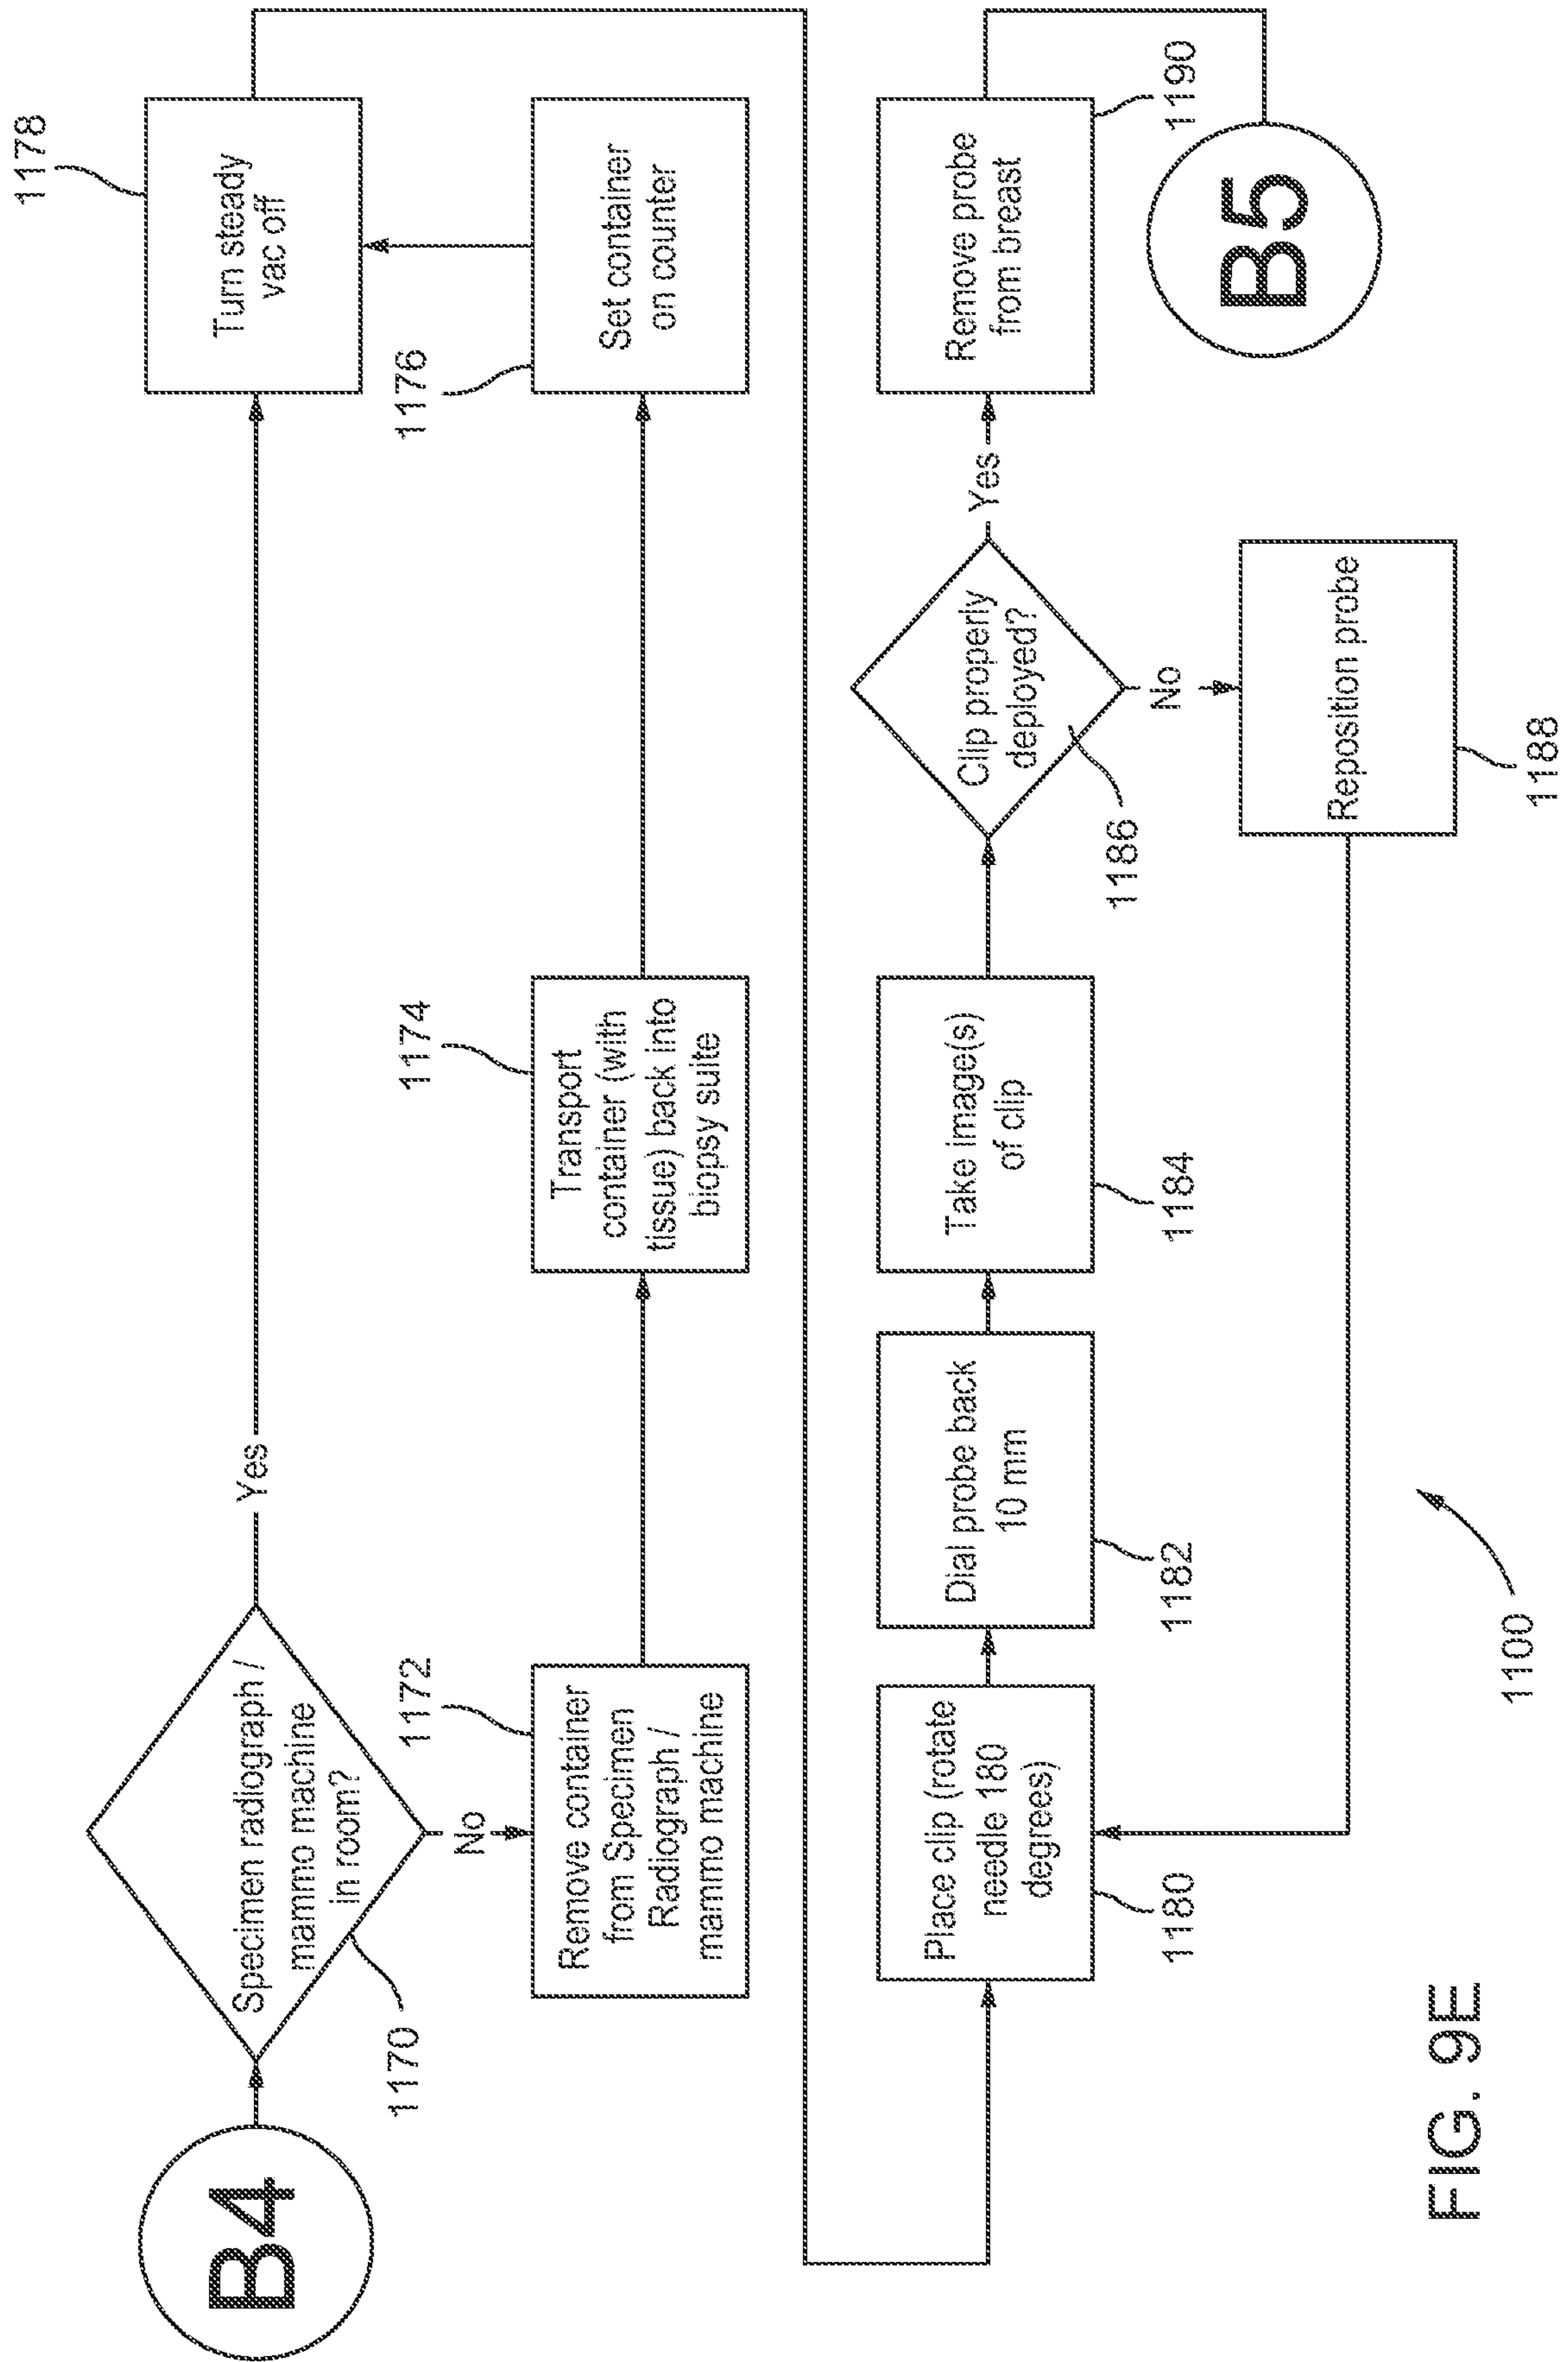 B4
Specimen radiograph /
mammo machine
in room?
1170
Yes
No
Remove container
from Specimen
Radiograph /
mammo machine
1172
Transport
container (with
tissue) back into
biopsy suite
1174
Set container
on counter
1176
Turn steady
vac off
1178
Place clip (rotate
needle 180
degrees)
1180
Dial probe back
10 mm
1182
Take image(s)
of clip
1184
Clip properly
deployed?
1186
Yes
No
Reposition probe
1188
Remove probe
from breast
1190
B5
1100
FIG. 9E